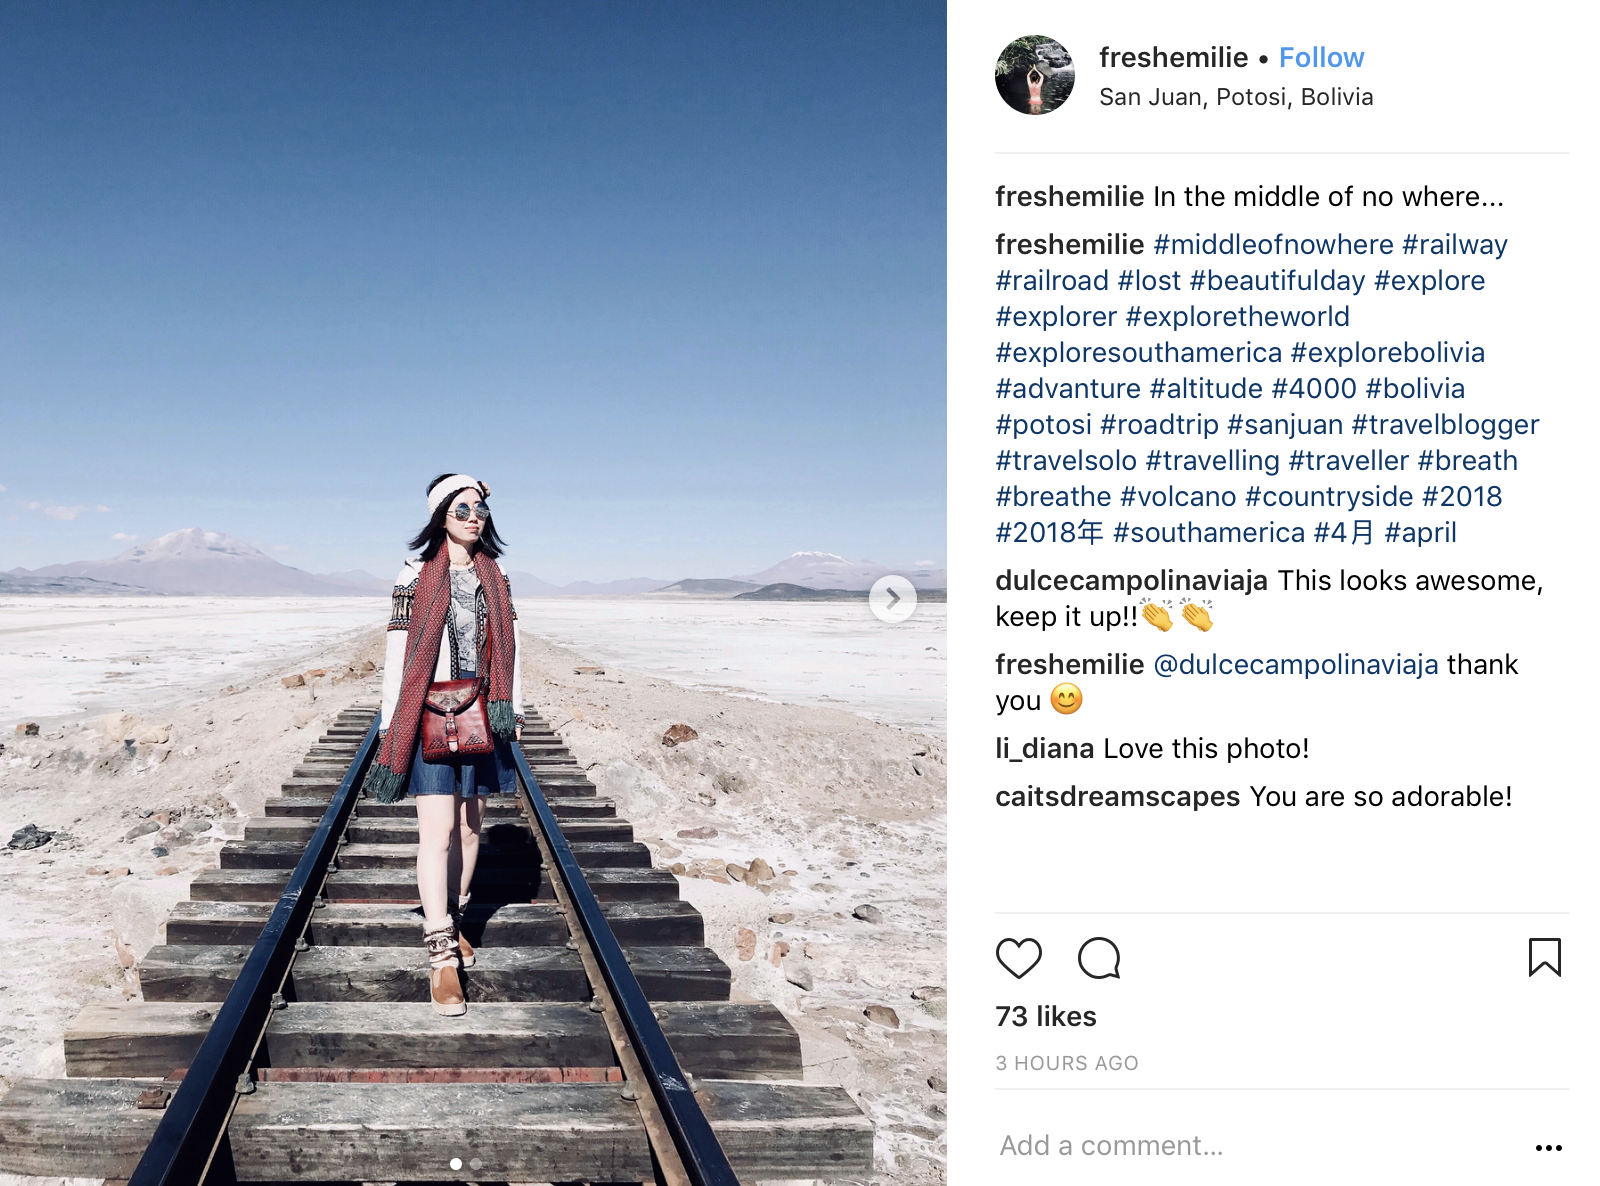 freshemilie • Follow
San Juan, Potosi, Bolivia
freshemilie In the middle of no where...
freshemilie #middleofnowhere #railway
#railroad #lost #beautifulday #explore
#explorer #exploretheworld
#exploresouthamerica #explorebolivia
#advanture #altitude #4000 #bolivia
#potosi #roadtrip #sanjuan #travelblogger
#travelsolo #travelling #traveller #breath
#breathe #volcano #countryside #2018
#2018年 #southamerica #4月 #april
dulcecampolinaviaja This looks awesome,
keep it up!!👏👏
freshemilie @dulcecampolinaviaja thank
you 😊
li_diana Love this photo!
caitsdreamscapes You are so adorable!
73 likes
3 HOURS AGO
Add a comment...